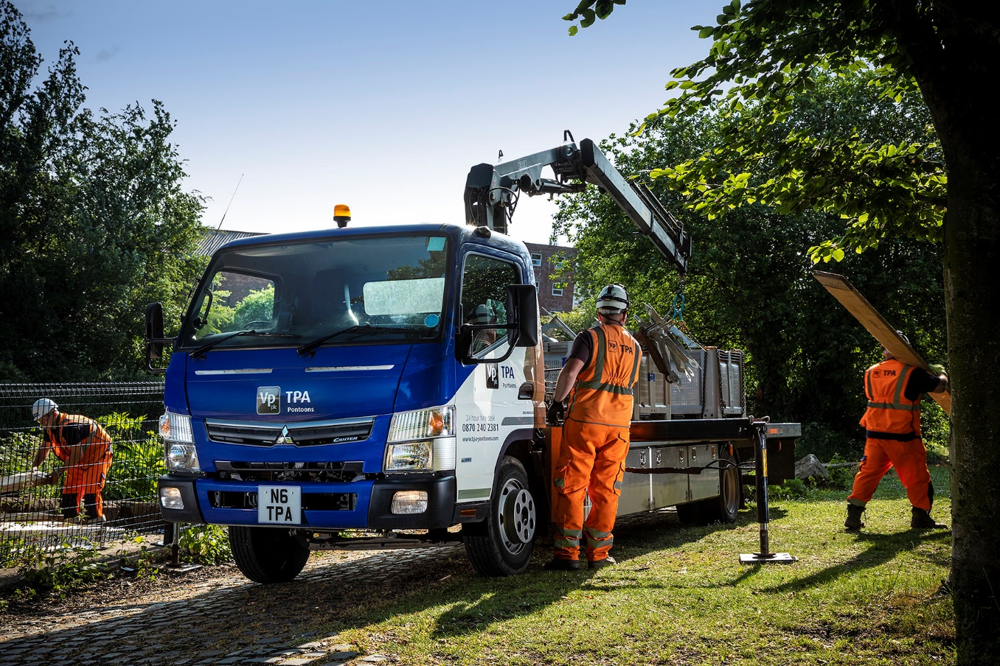 Vp
plc
TPA
Pontoons
CANTER
N6
TPA
Vp
plc
TPA
Pontoons
24 hour hire desk
0870 240 2381
www.tpa-pontoons.com
Vp
TPA
TPA